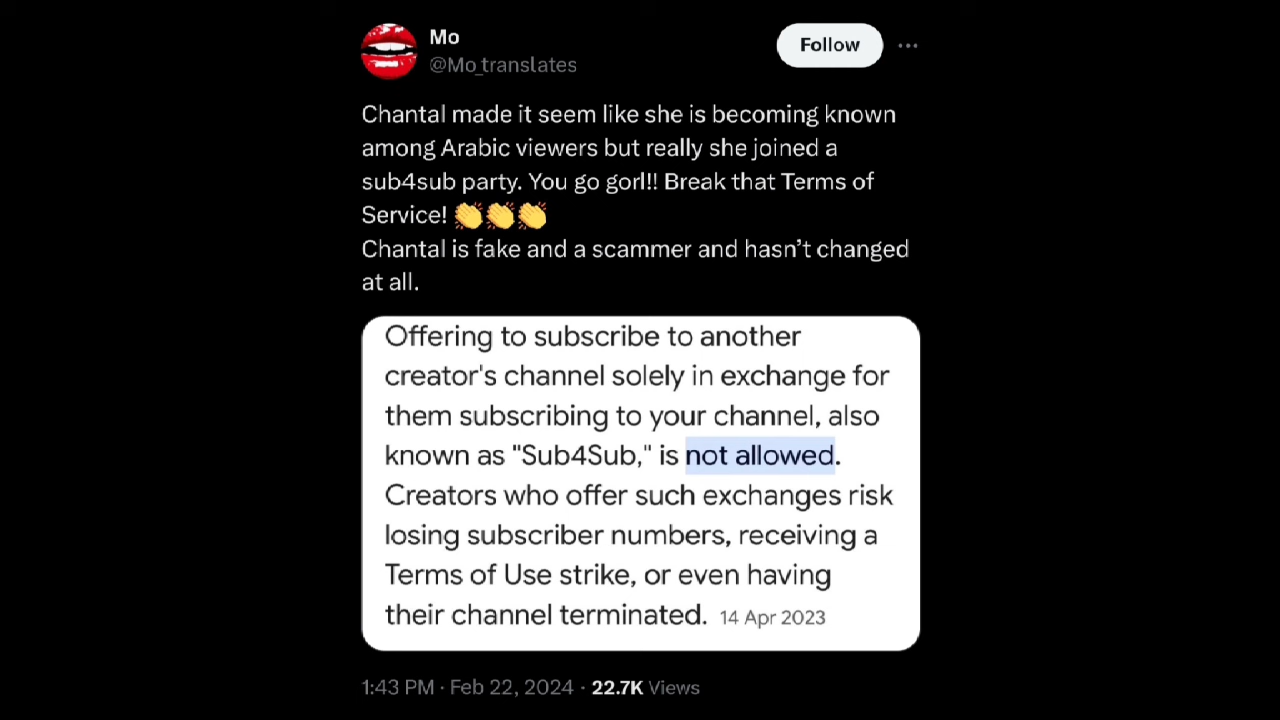 Mo
@Mo_translates
Follow
Chantal made it seem like she is becoming known
among Arabic viewers but really she joined a
sub4sub party. You go gorl!! Break that Terms of
Service! 👏👏👏
Chantal is fake and a scammer and hasn’t changed
at all.
Offering to subscribe to another
creator's channel solely in exchange for
them subscribing to your channel, also
known as "Sub4Sub," is not allowed.
Creators who offer such exchanges risk
losing subscriber numbers, receiving a
Terms of Use strike, or even having
their channel terminated. 14 Apr 2023
1:43 PM · Feb 22, 2024 · 22.7K Views